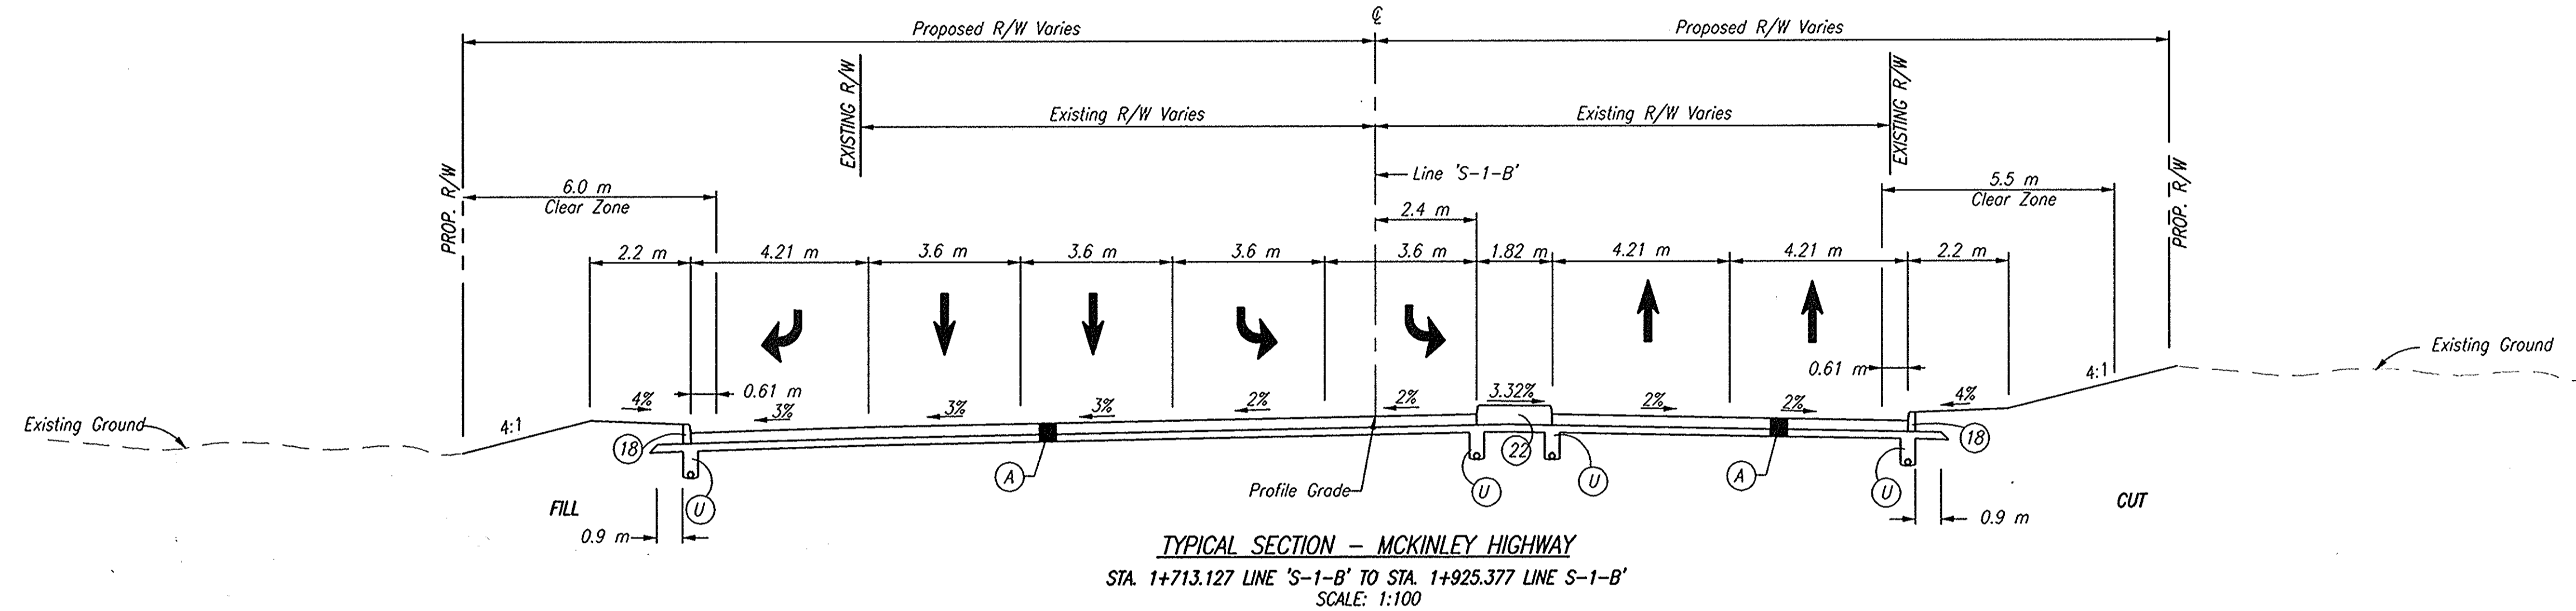 ℄
Proposed R/W Varies
Proposed R/W Varies
EXISTING R/W
EXISTING R/W
Existing R/W Varies
Existing R/W Varies
PROP. R/W
PROP. R/W
Line 'S-1-B'
6.0 m
Clear Zone
5.5 m
Clear Zone
2.4 m
2.2 m
4.21 m
3.6 m
3.6 m
3.6 m
3.6 m
1.82 m
4.21 m
4.21 m
2.2 m
0.61 m
0.61 m
Existing Ground
Existing Ground
4:1
4%
3%
3%
3%
2%
2%
3.32%
2%
2%
4%
4:1
18
A
22
A
18
U
U
U
U
Profile Grade
FILL
CUT
0.9 m
0.9 m
TYPICAL SECTION – MCKINLEY HIGHWAY
STA. 1+713.127 LINE 'S-1-B' TO STA. 1+925.377 LINE S-1-B'
SCALE: 1:100